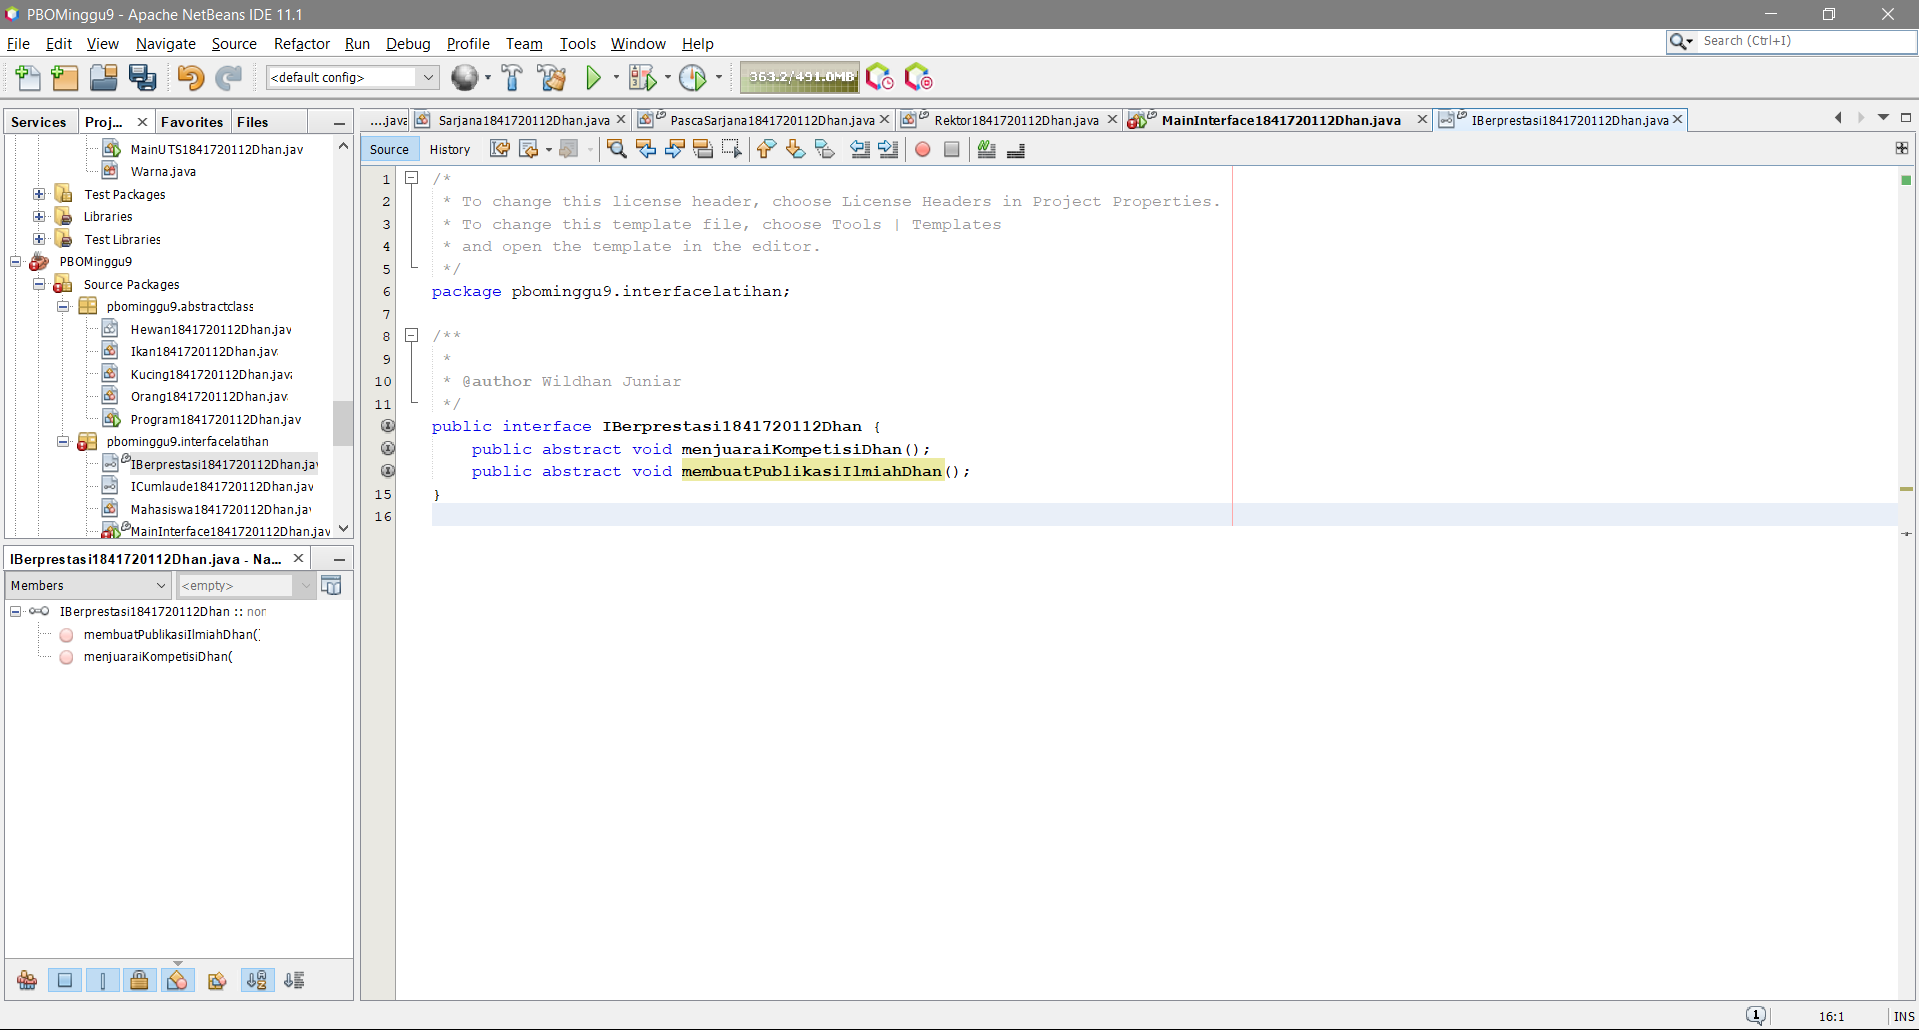 PBOMinggu9 - Apache NetBeans IDE 11.1
File Edit View Navigate Source Refactor Run Debug Profile Team Tools Window Help
Search (Ctrl+I)
<default config>
363.2/491.0MB
Services Proj... Favorites Files
MainUTS1841720112Dhan.jav
Warna.java
Test Packages
Libraries
Test Libraries
PBOMinggu9
Source Packages
pbominggu9.abstractclass
Hewan1841720112Dhan.jav
Ikan1841720112Dhan.jav
Kucing1841720112Dhan.java
Orang1841720112Dhan.jav
Program1841720112Dhan.jav
pbominggu9.interfacelatihan
IBerprestasi1841720112Dhan.jav
ICumlaude1841720112Dhan.jav
Mahasiswa1841720112Dhan.jav
MainInterface1841720112Dhan.jav
IBerprestasi1841720112Dhan.java - Na...
Members
<empty>
IBerprestasi1841720112Dhan :: nor
membuatPublikasiIlmiahDhan()
menjuaraiKompetisiDhan(
....java Sarjana1841720112Dhan.java PascaSarjana1841720112Dhan.java Rektor1841720112Dhan.java MainInterface1841720112Dhan.java IBerprestasi1841720112Dhan.java
Source History
1 /*
2 * To change this license header, choose License Headers in Project Properties.
3 * To change this template file, choose Tools | Templates
4 * and open the template in the editor.
5 */
6 package pbominggu9.interfacelatihan;
7
8 /**
9 *
10 * @author Wildhan Juniar
11 */
public interface IBerprestasi1841720112Dhan {
public abstract void menjuaraiKompetisiDhan();
public abstract void membuatPublikasiIlmiahDhan();
15 }
16
1
16:1
INS